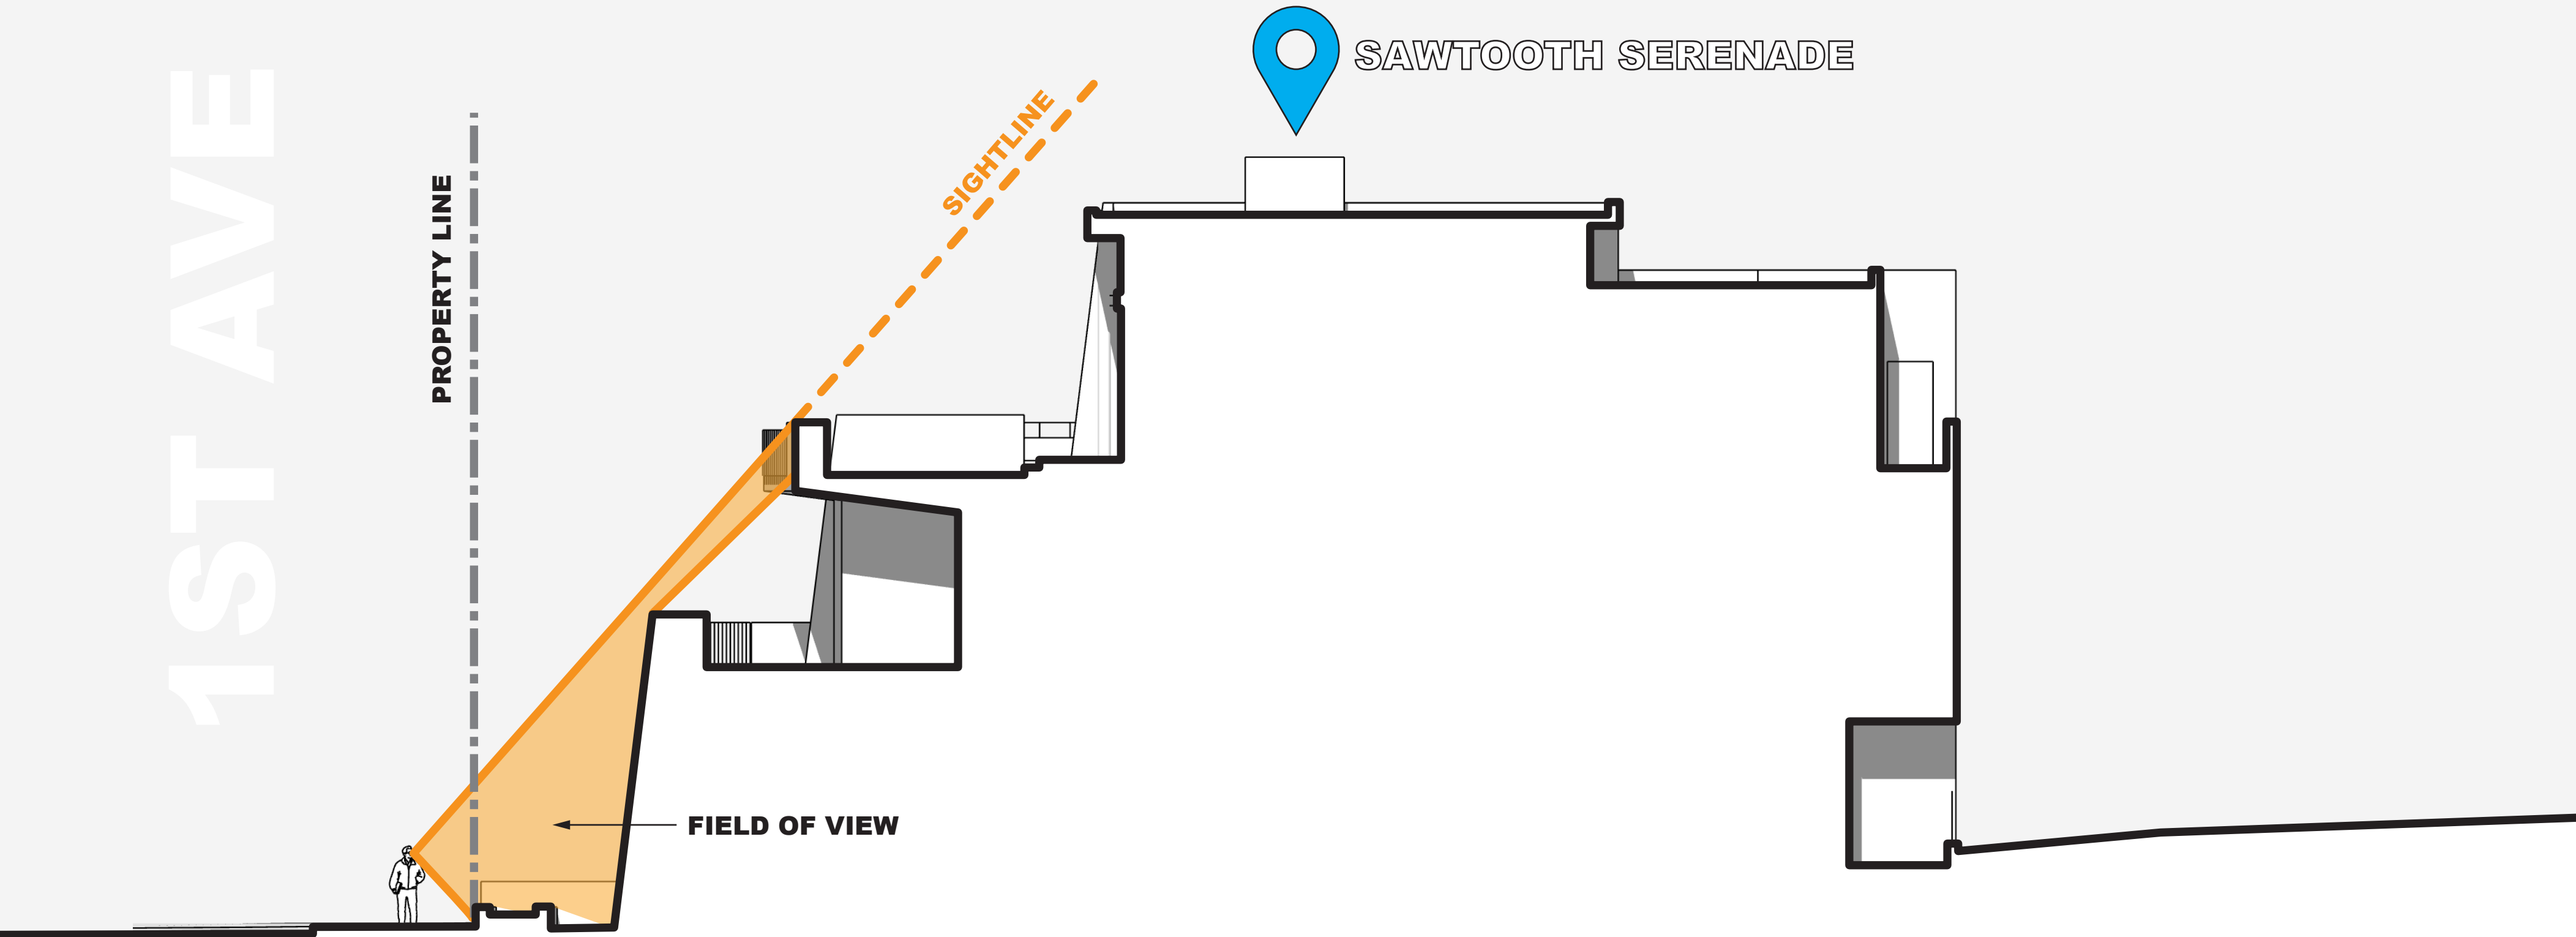 1ST AVE
PROPERTY LINE
SIGHTLINE
SAWTOOTH SERENADE
FIELD OF VIEW